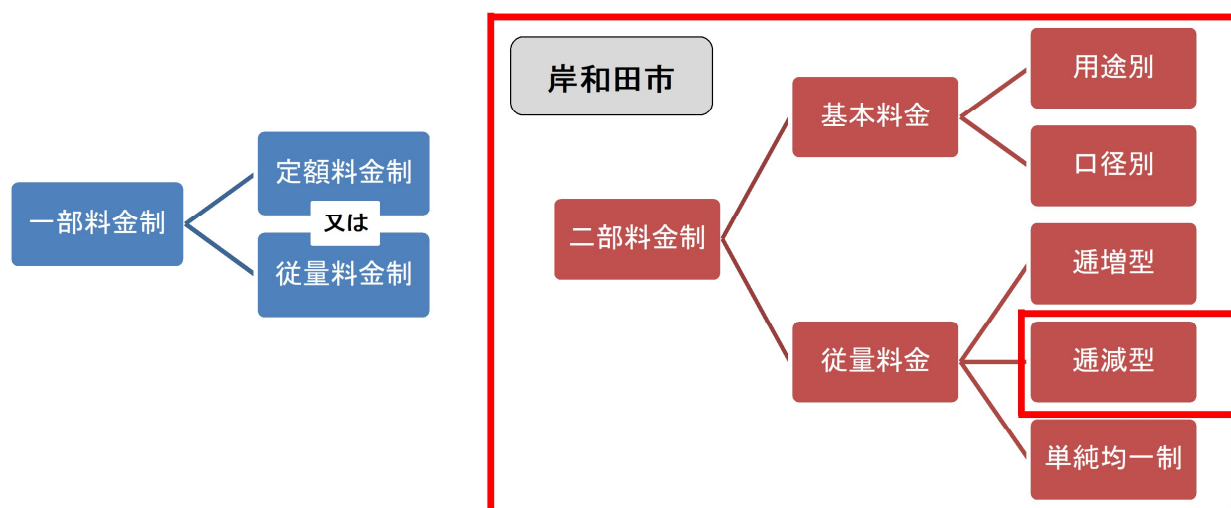 一部料金制
定額料金制
又は
従量料金制
岸和田市
二部料金制
基本料金
用途別
口径別
従量料金
逓増型
逓減型
単純均一制